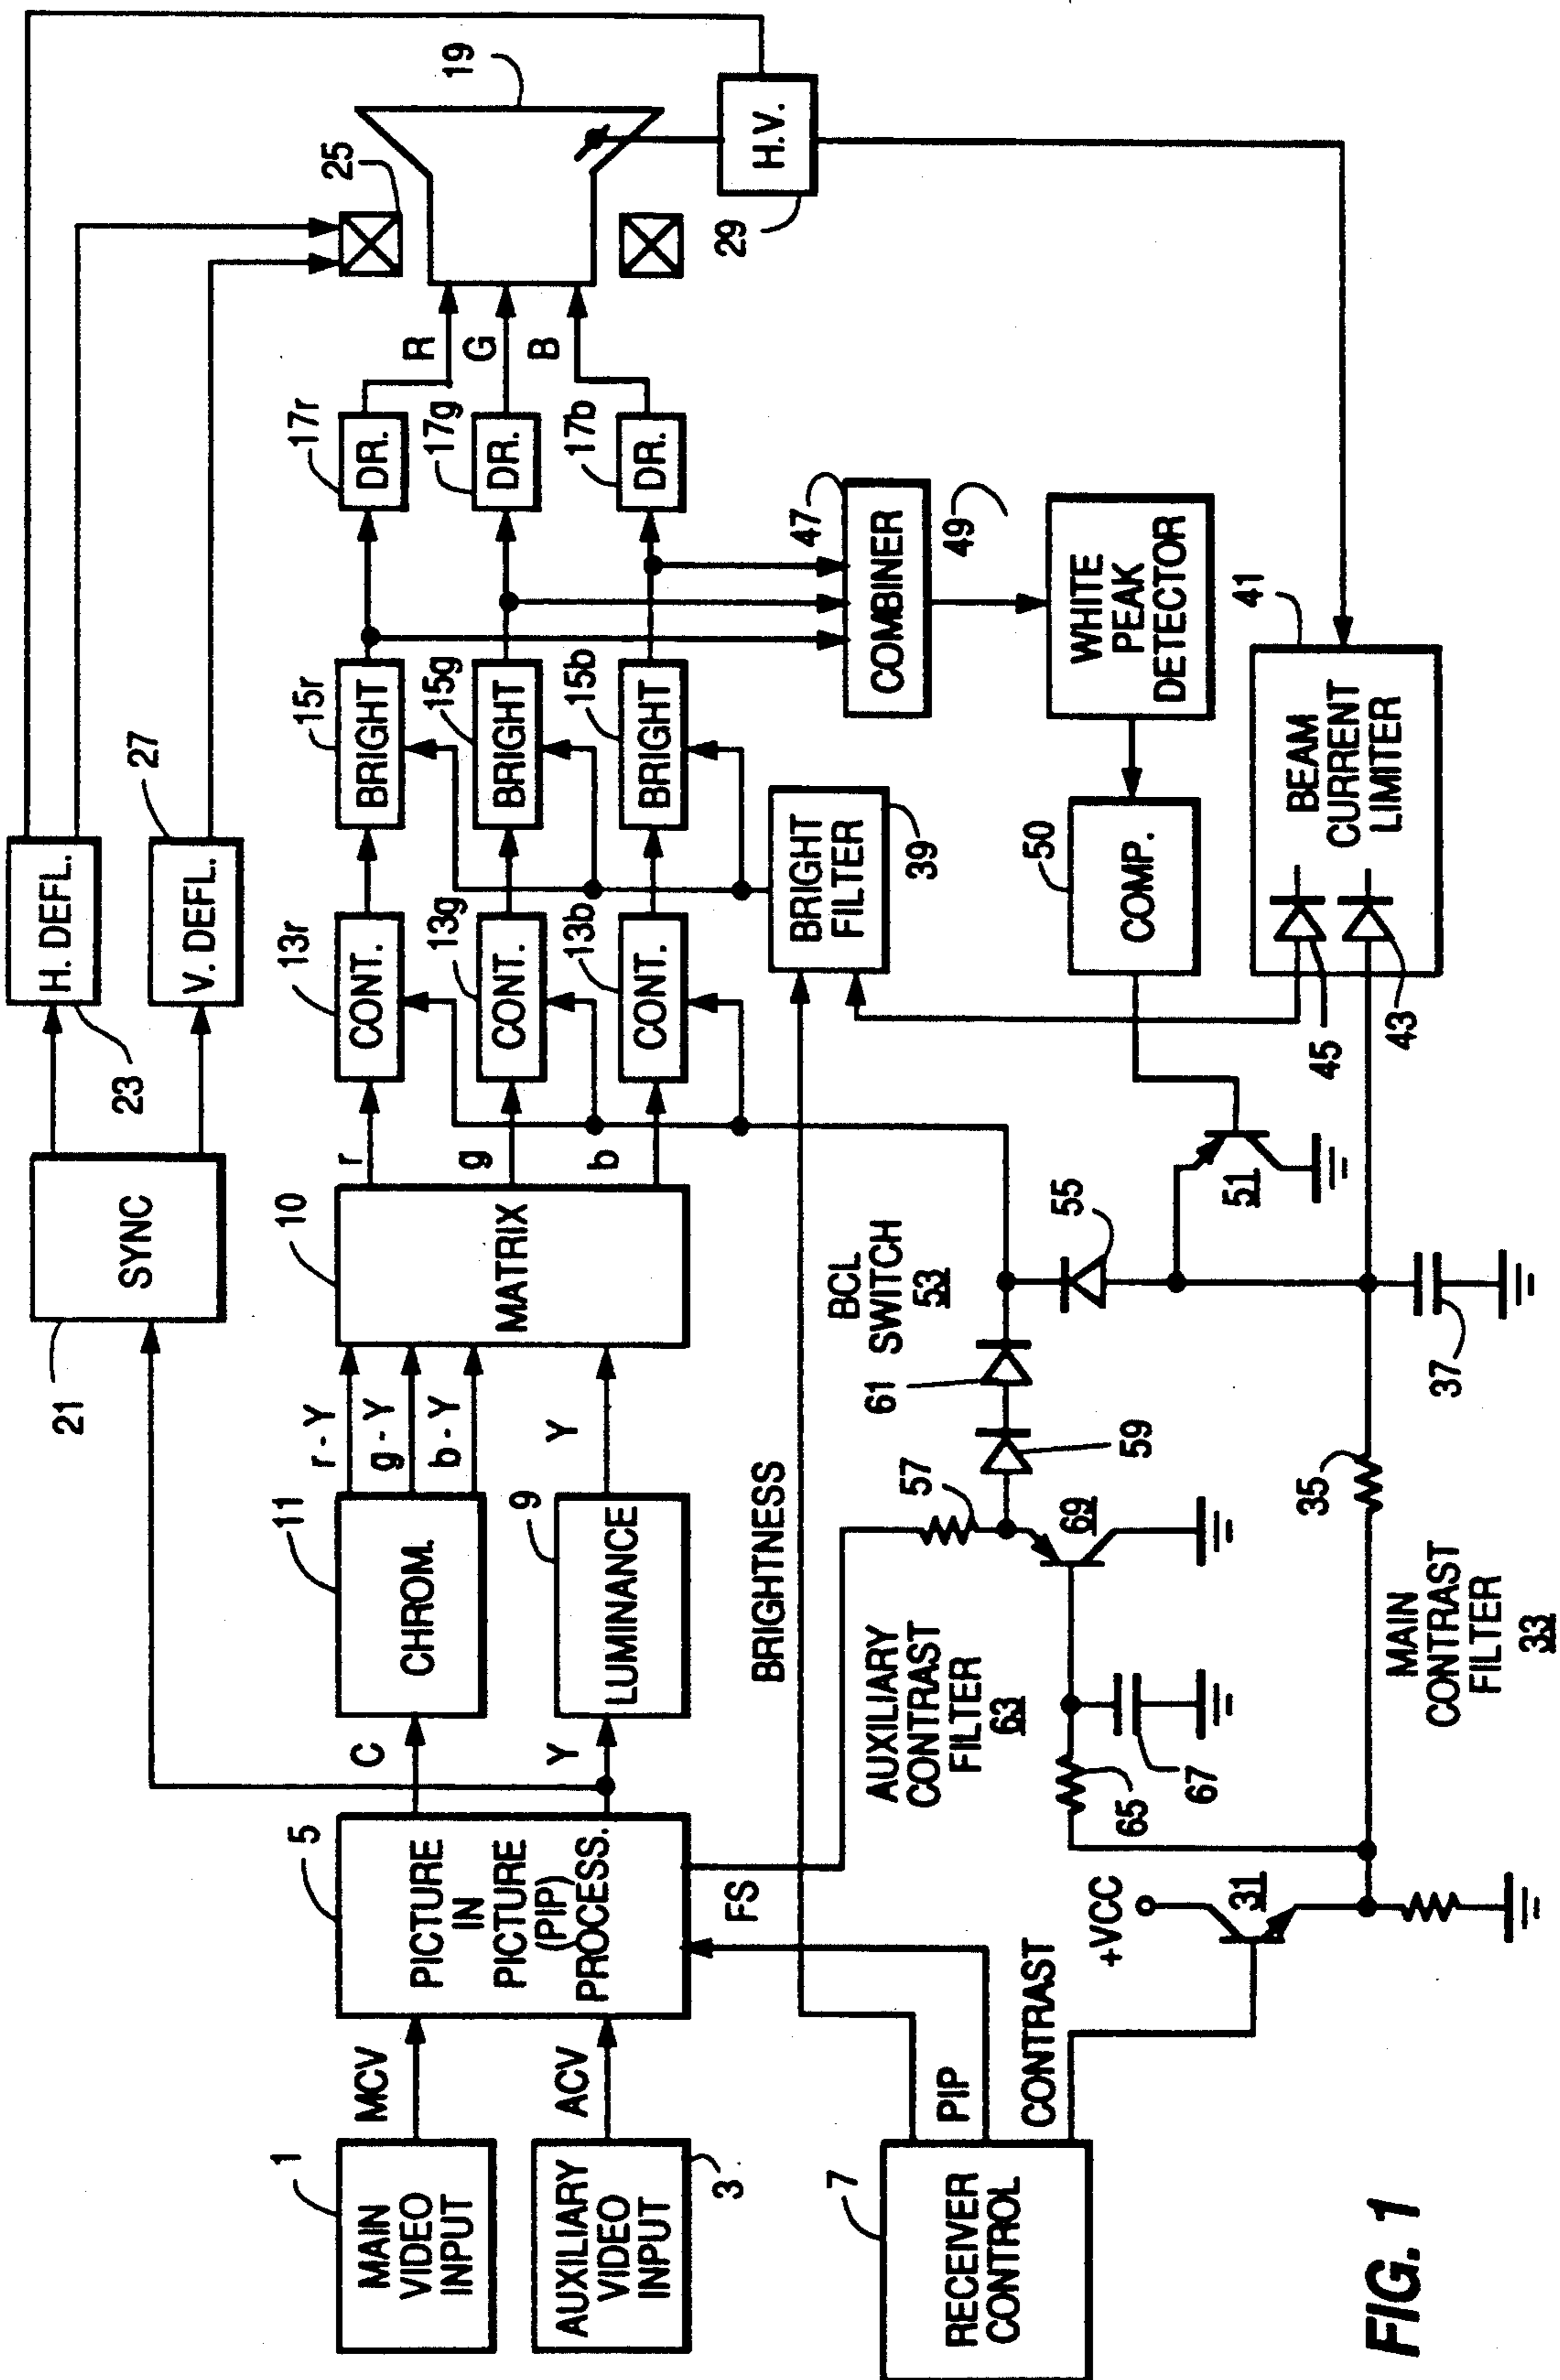 21
SYNC
H. DEFL.
23
V. DEFL.
27
25
19
1
MAIN
VIDEO
INPUT
MCV
AUXILIARY
VIDEO
INPUT
3
ACV
5
PICTURE
IN
PICTURE
(PIP)
PROCESS.
C
Y
FS
11
CHROM.
9
LUMINANCE
r - Y
g - Y
b - Y
Y
10
MATRIX
r
g
b
13r
CONT.
13g
CONT.
13b
CONT.
15r
BRIGHT
15g
BRIGHT
15b
BRIGHT
17r
DR.
17g
DR.
17b
DR.
R
G
B
29
H.V.
7
RECEIVER
CONTROL
BRIGHTNESS
PIP
CONTRAST
BRIGHT
FILTER
39
47
COMBINER
49
WHITE
PEAK
DETECTOR
50
COMP.
41
BEAM
CURRENT
LIMITER
45
43
BCL
SWITCH
53
61
59
57
55
51
69
AUXILIARY
CONTRAST
FILTER
63
65
67
+VCC
31
MAIN
CONTRAST
FILTER
33
35
37
FIG. 1